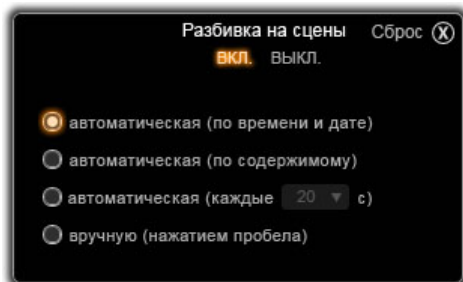 Разбивка на сцены Сброс X
ВКЛ. ВЫКЛ.
автоматическая (по времени и дате)
автоматическая (по содержимому)
автоматическая (каждые 20 с)
вручную (нажатием пробела)